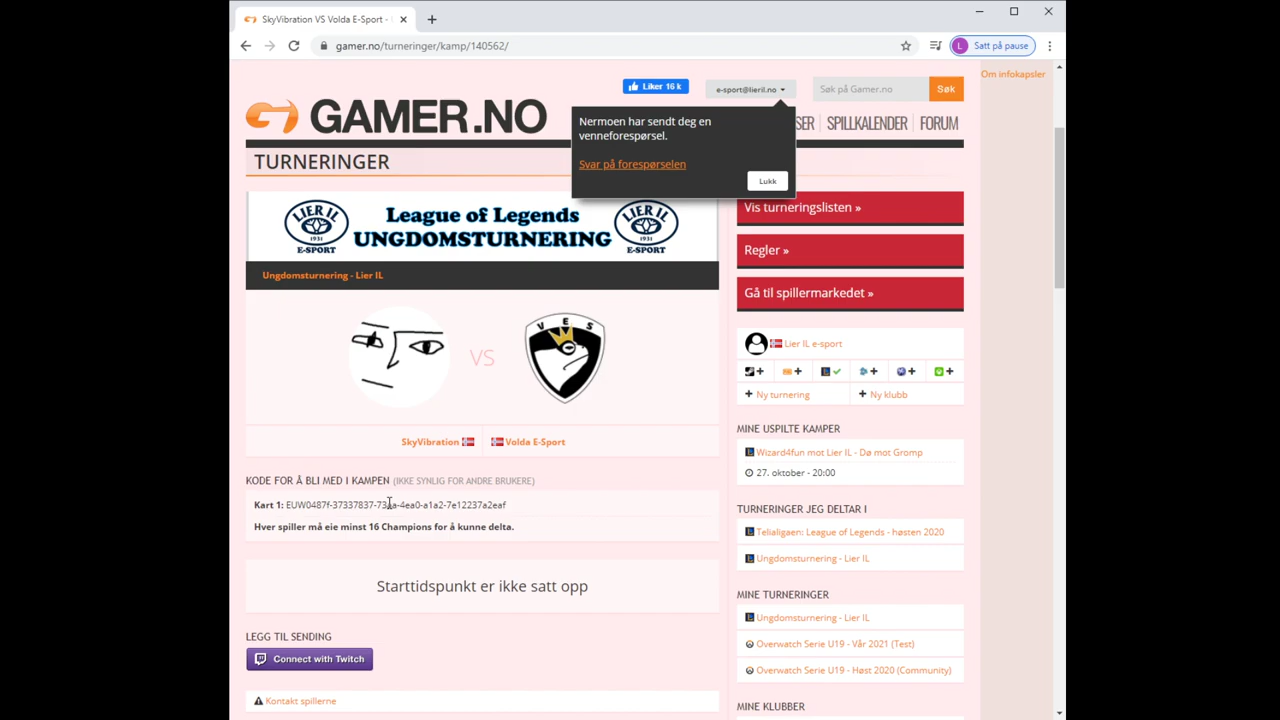 SkyVibration VS Volda E-Sport -
gamer.no/turneringer/kamp/140562/
L Satt på pause
Om infokapsler
Liker 16 k
e-sport@lieril.no
Søk på Gamer.no
Søk
GAMER.NO
SER SPILLKALENDER FORUM
Nermoen har sendt deg en
venneforespørsel.
Svar på forespørselen
Lukk
TURNERINGER
LIER IL
1931
E-SPORT
League of Legends
UNGDOMSTURNERING
LIER IL
1931
E-SPORT
Ungdomsturnering - Lier IL
VS
VES
SkyVibration
Volda E-Sport
KODE FOR Å BLI MED I KAMPEN (IKKE SYNLIG FOR ANDRE BRUKERE)
Kart 1:
Hver spiller må eie minst 16 Champions for å kunne delta.
Starttidspunkt er ikke satt opp
LEGG TIL SENDING
Connect with Twitch
Kontakt spillerne
Vis turneringslisten »
Regler »
Gå til spillermarkedet »
Lier IL e-sport
+ Ny turnering
+ Ny klubb
MINE USPILTE KAMPER
Wizard4fun mot Lier IL - Dø mot Gromp
27. oktober - 20:00
TURNERINGER JEG DELTAR I
Telialigaen: League of Legends - høsten 2020
Ungdomsturnering - Lier IL
MINE TURNERINGER
Ungdomsturnering - Lier IL
Overwatch Serie U19 - Vår 2021 (Test)
Overwatch Serie U19 - Høst 2020 (Community)
MINE KLUBBER